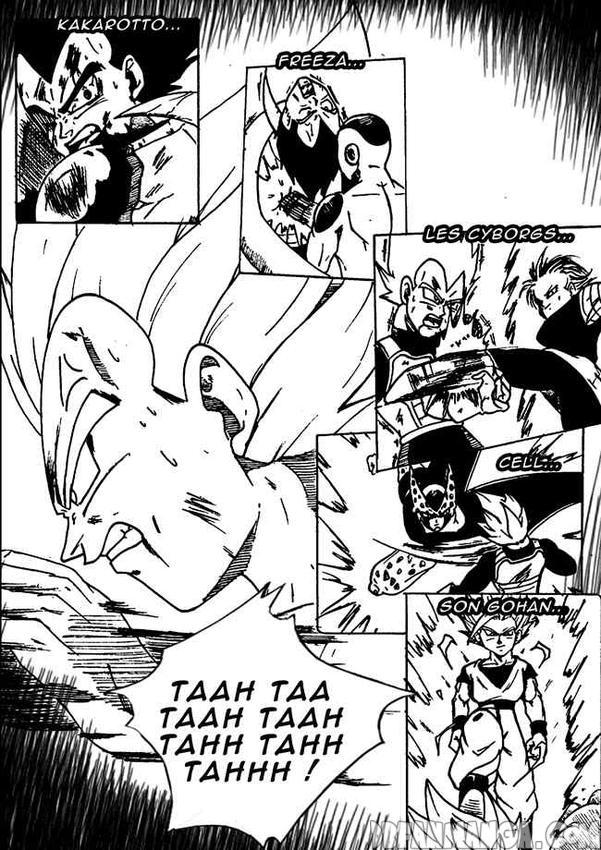 KAKAROTTO...
FREEZA...
LES CYBORGS...
CELL...
SON GOHAN...
TAAH TAA
TAAH TAAH
TAHH TAHH
TAHHH !